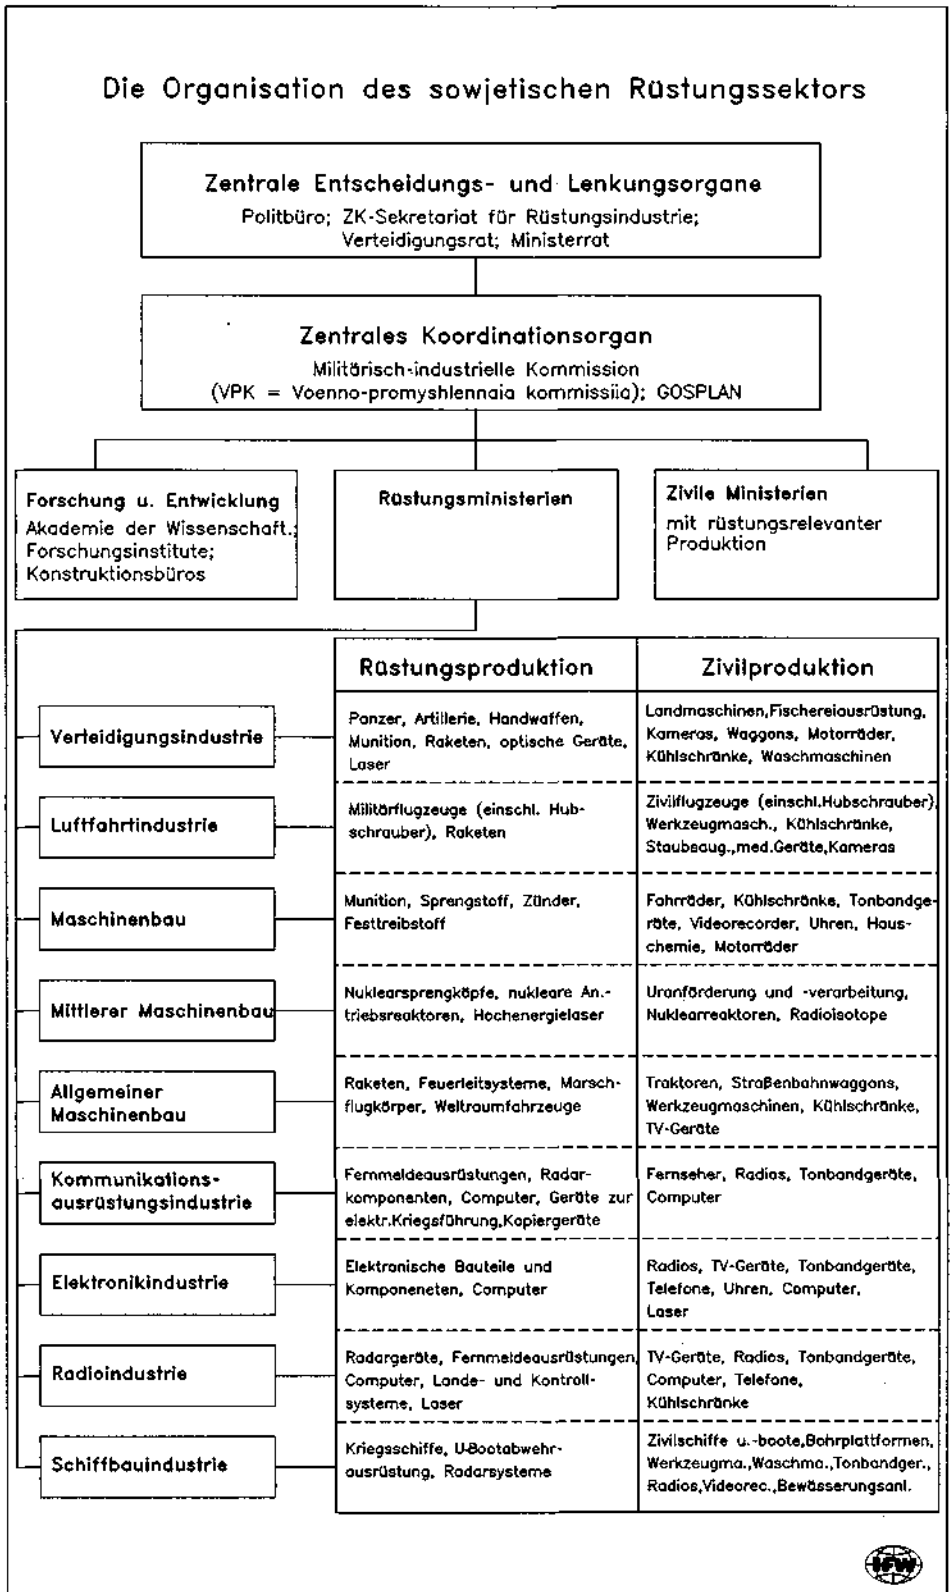 Die Organisation des sowjetischen Rüstungssektors
Zentrale Entscheidungs- und Lenkungsorgane
Politbüro; ZK-Sekretariat für Rüstungsindustrie;
Verteidigungsrat; Ministerrat
Zentrales Koordinationsorgan
Militärisch-industrielle Kommission
(VPK = Voenno-promyshlennaia kommissiia); GOSPLAN
Forschung u. Entwicklung
Akademie der Wissenschaft.;
Forschungsinstitute;
Konstruktionsbüros
Rüstungsministerien
Zivile Ministerien
mit rüstungsrelevanter
Produktion
Rüstungsproduktion
Zivilproduktion
Verteidigungsindustrie
Panzer, Artillerie, Handwaffen,
Munition, Raketen, optische Geräte,
Laser
Landmaschinen,Fischereiausrüstung,
Kameras, Waggons, Motorräder,
Kühlschränke, Waschmaschinen
Luftfahrtindustrie
Militärflugzeuge (einschl. Hub-
schrauber), Raketen
Zivilflugzeuge (einschl.Hubschrauber),
Werkzeugmasch., Kühlschränke,
Staubsaug.,med.Geräte,Kameras
Maschinenbau
Munition, Sprengstoff, Zünder,
Festtreibstoff
Fahrräder, Kühlschränke, Tonbandge-
räte, Videorecorder, Uhren, Haus-
chemie, Motorräder
Mittlerer Maschinenbau
Nuklearsprengköpfe, nukleare An.-
triebsreaktoren, Hochenergielaser
Uranförderung und -verarbeitung,
Nuklearreaktoren, Radioisotope
Allgemeiner
Maschinenbau
Raketen, Feuerleitsysteme, Marsch-
flugkörper, Weltraumfahrzeuge
Traktoren, Straßenbahnwaggons,
Werkzeugmaschinen, Kühlschränke,
TV-Geräte
Kommunikations-
ausrüstungsindustrie
Fernmeldeausrüstungen, Radar-
komponenten, Computer, Geräte zur
elektr.Kriegsführung,Kopiergeräte
Fernseher, Radios, Tonbandgeräte,
Computer
Elektronikindustrie
Elektronische Bauteile und
Komponeneten, Computer
Radios, TV-Geräte, Tonbandgeräte,
Telefone, Uhren, Computer,
Laser
Radioindustrie
Radargeräte, Fernmeldeausrüstungen,
Computer, Lande- und Kontroll-
systeme, Laser
TV-Geräte, Radios, Tonbandgeräte,
Computer, Telefone,
Kühlschränke
Schiffbauindustrie
Kriegsschiffe, U-Bootabwehr-
ausrüstung, Radarsysteme
Zivilschiffe u.-boote,Bohrplattformen,
Werkzeugma.,Waschma.,Tonbandger.,
Radios,Videorec.,Bewässerungsanl.
IFW